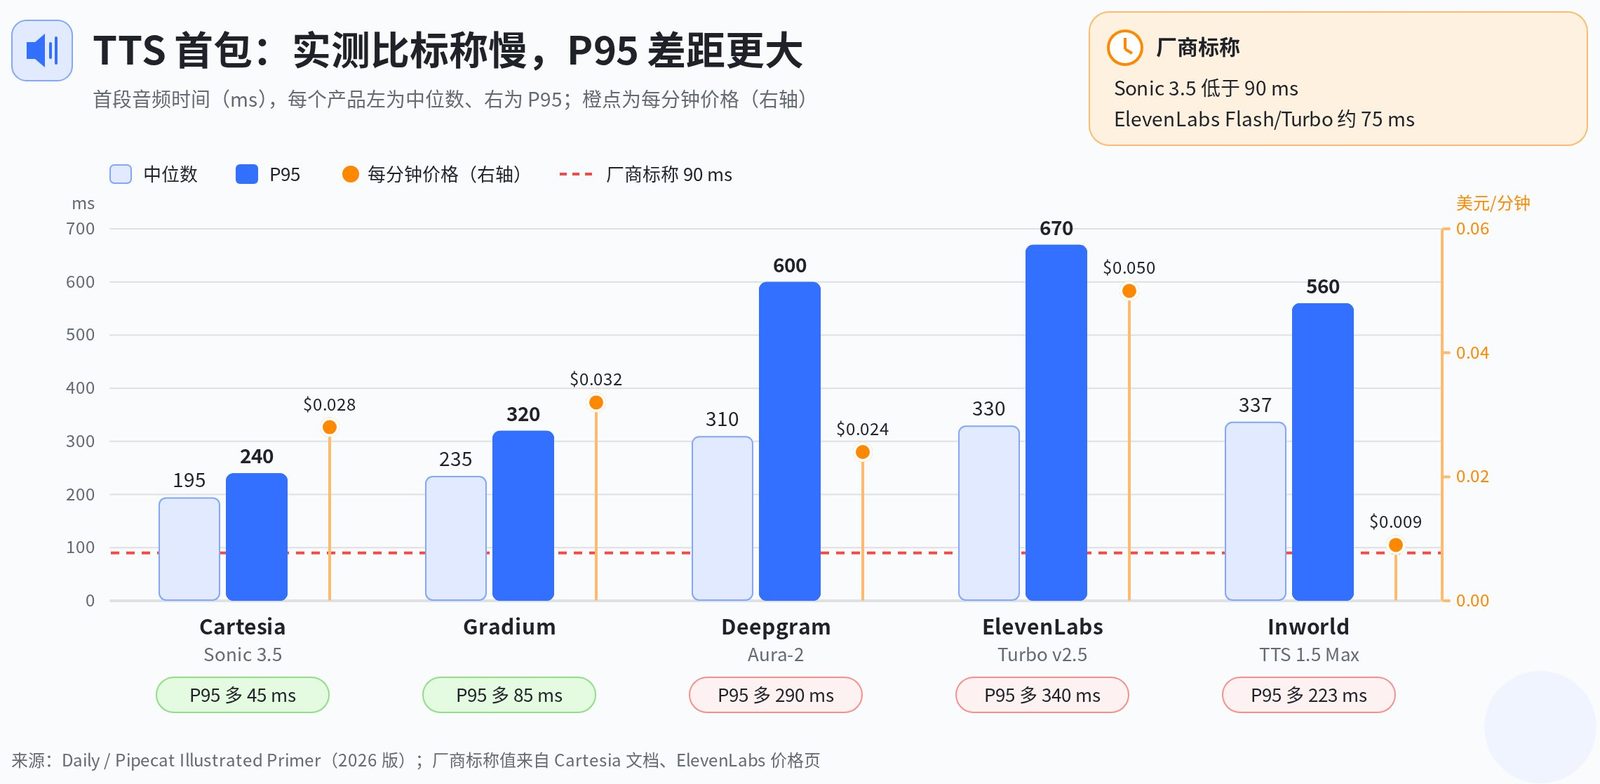 TTS 首包：实测比标称慢，P95 差距更大
首段音频时间（ms），每个产品左为中位数、右为 P95；橙点为每分钟价格（右轴）
厂商标称
Sonic 3.5 低于 90 ms
ElevenLabs Flash/Turbo 约 75 ms
中位数 P95 每分钟价格（右轴） 厂商标称 90 ms
ms
美元/分钟
700
600
500
400
300
200
100
0
195
240
$0.028
235
320
$0.032
310
600
$0.024
330
670
$0.050
337
560
$0.009
0.06
0.04
0.02
0.00
Cartesia
Sonic 3.5
P95 多 45 ms
Gradium
P95 多 85 ms
Deepgram
Aura-2
P95 多 290 ms
ElevenLabs
Turbo v2.5
P95 多 340 ms
Inworld
TTS 1.5 Max
P95 多 223 ms
来源：Daily / Pipecat Illustrated Primer（2026 版）；厂商标称值来自 Cartesia 文档、ElevenLabs 价格页